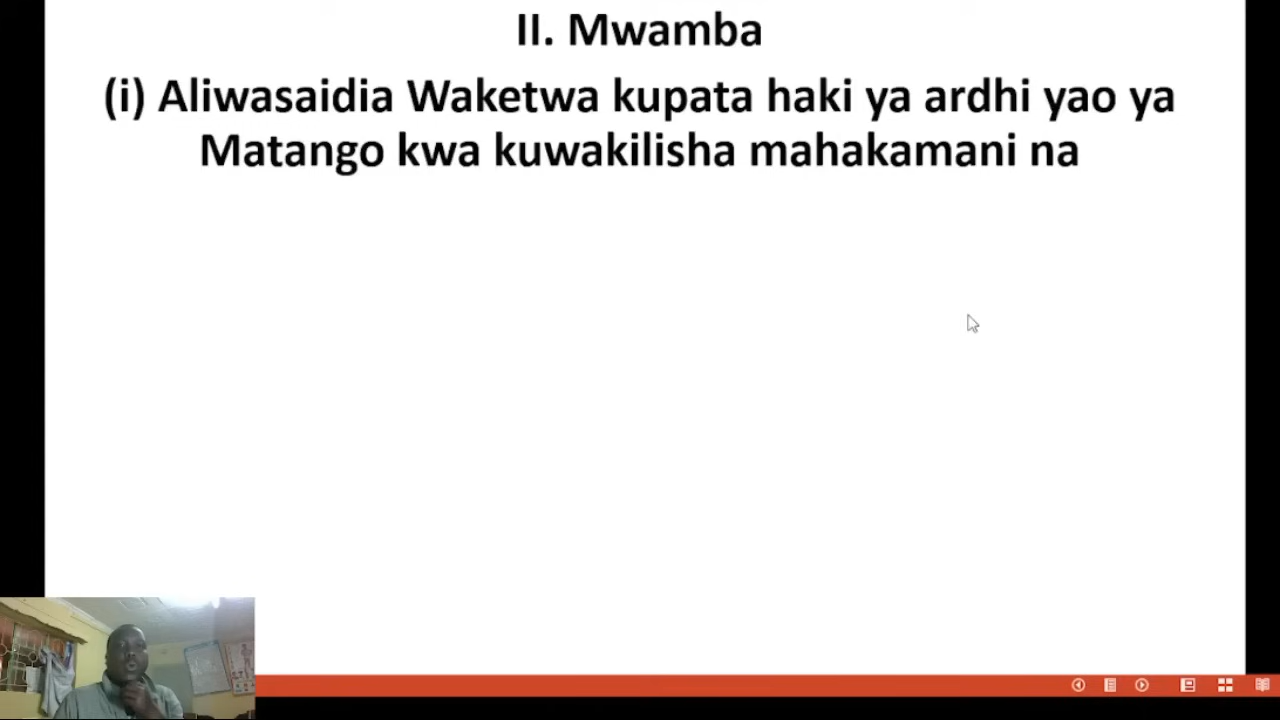 II. Mwamba
(i) Aliwasaidia Waketwa kupata haki ya ardhi yao ya
Matango kwa kuwakilisha mahakamani na